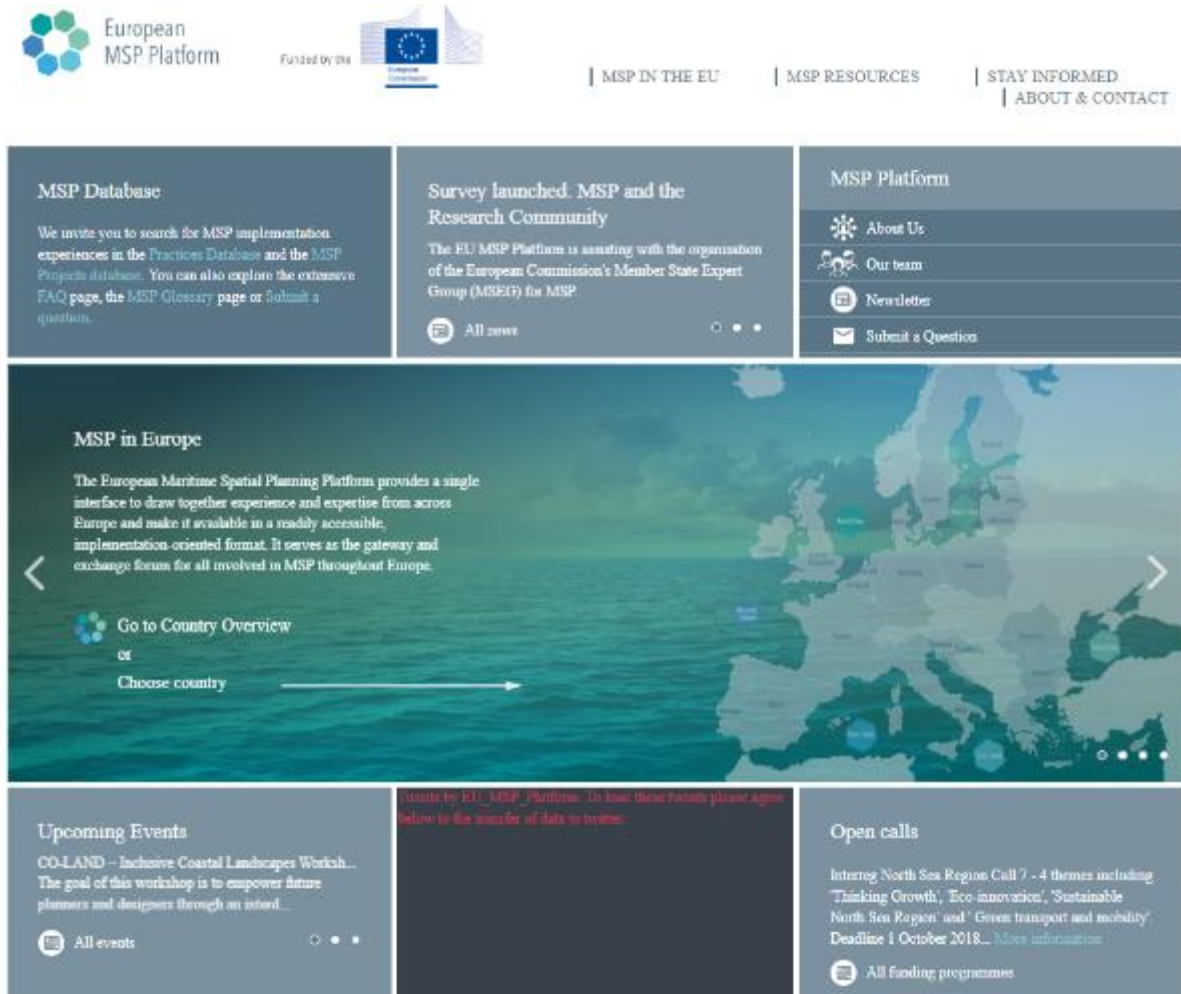 European
MSP Platform
Funded by the
European
Commission
MSP IN THE EU
MSP RESOURCES
STAY INFORMED
ABOUT & CONTACT
MSP Database
We invite you to search for MSP implementation
experiences in the Practices Database and the MSP
Projects database. You can also explore the extensive
FAQ page, the MSP Glossary page or Submit a
question.
Survey launched. MSP and the
Research Community
The EU MSP Platform is assisting with the organization
of the European Commission's Member State Expert
Group (MSEG) for MSP.
All news
MSP Platform
About Us
Our team
Newsletter
Submit a Question
MSP in Europe
The European Maritime Spatial Planning Platform provides a single
interface to draw together experience and expertise from across
Europe and make it available in a readily accessible,
implementation-oriented format. It serves as the gateway and
exchange forum for all involved in MSP throughout Europe.
Go to Country Overview
or
Choose country
Upcoming Events
CO-LAND – Inclusive Coastal Landscapes Worksh...
The goal of this workshop is to empower future
planners and designers through an interd...
All events
Tweets by EU_MSP_Platform. To load these tweets please agree
below to the transfer of data to twitter.
Open calls
Interreg North Sea Region Call 7 - 4 themes including
'Thinking Growth', 'Eco-innovation', 'Sustainable
North Sea Region' and ' Green transport and mobility'.
Deadline 1 October 2018... More information
All funding programmes